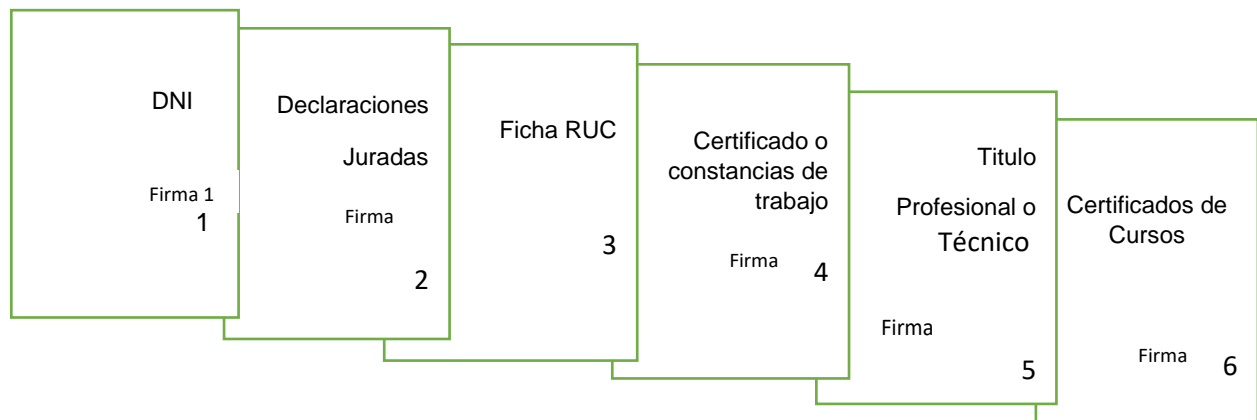 DNI
Firma 1
1
Declaraciones
Juradas
Firma
2
Ficha RUC
3
Certificado o
constancias de
trabajo
Firma
4
Titulo
Profesional o
Técnico
Firma
5
Certificados de
Cursos
Firma
6